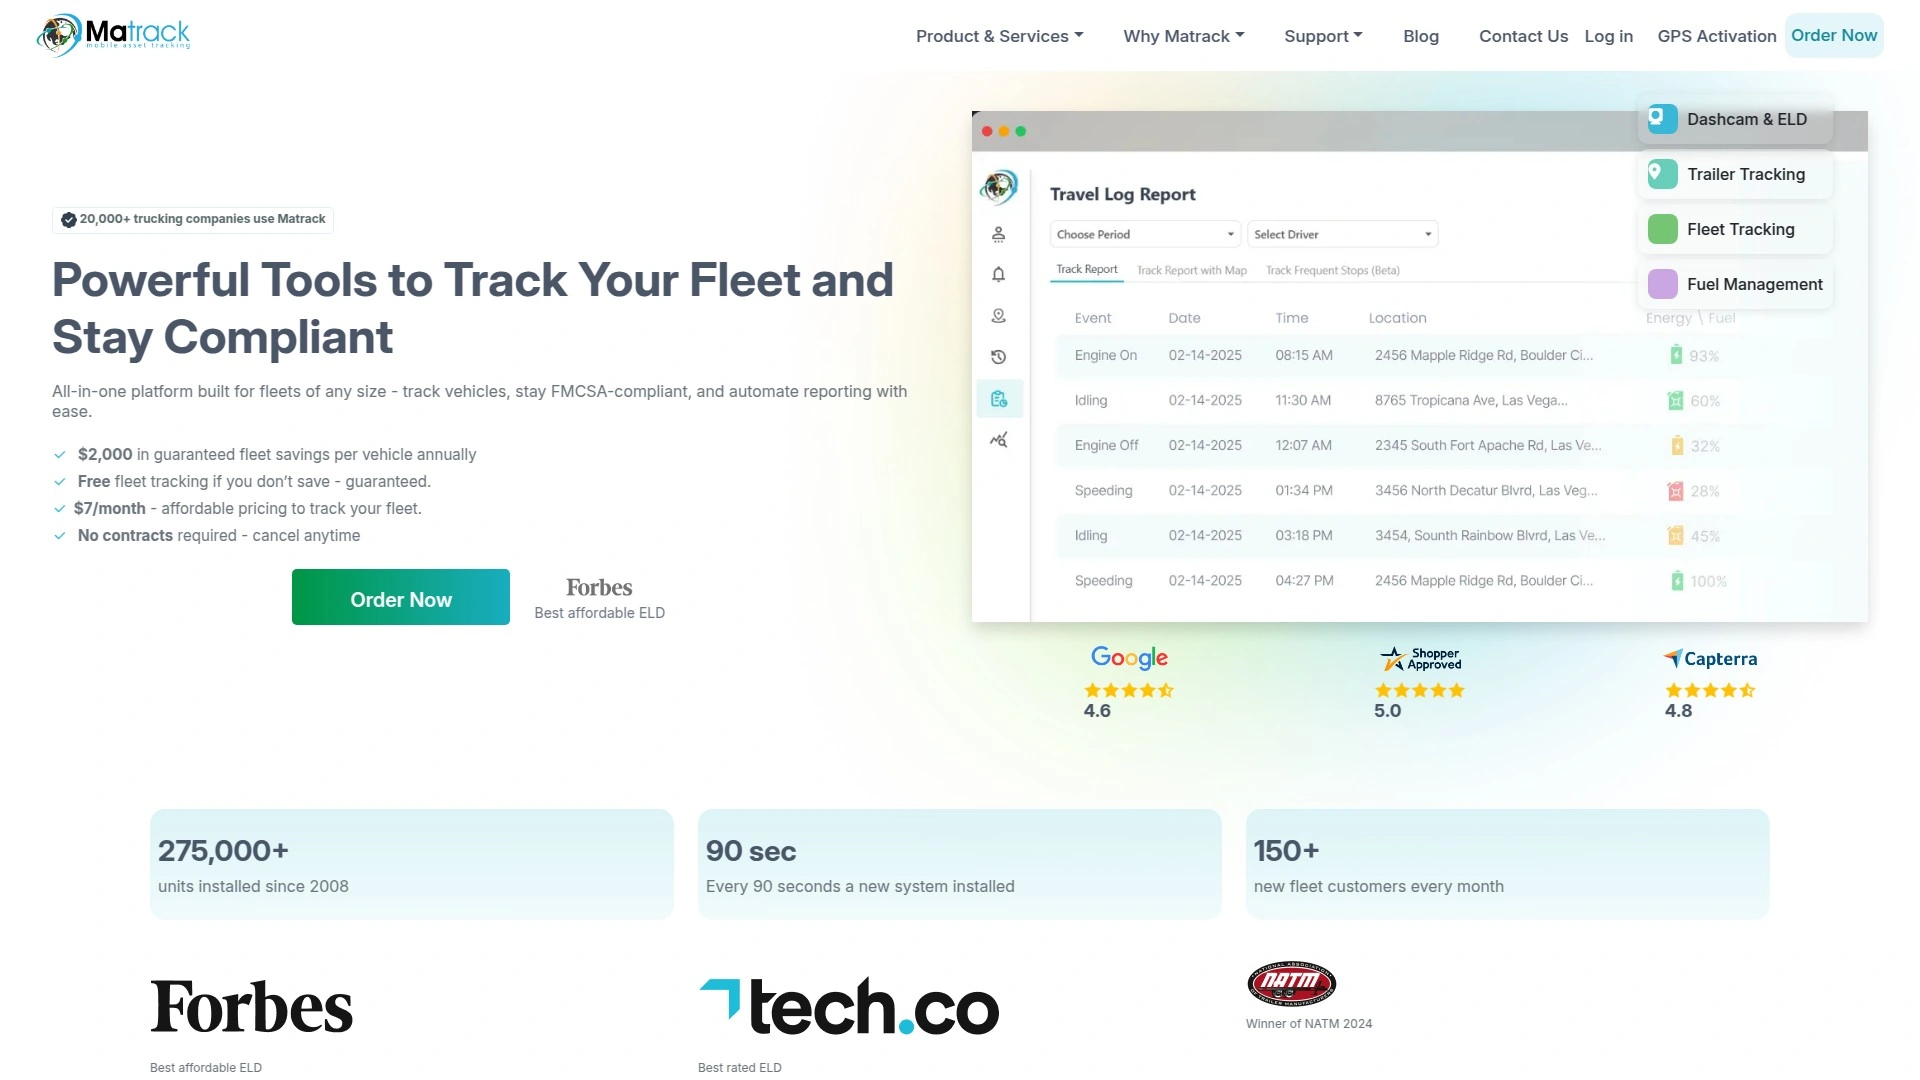 Matrack
mobile asset tracking
Product & Services
Why Matrack
Support
Blog
Contact Us
Log in
GPS Activation
Order Now
20,000+ trucking companies use Matrack
Powerful Tools to Track Your Fleet and
Stay Compliant
All-in-one platform built for fleets of any size - track vehicles, stay FMCSA-compliant, and automate reporting with
ease.
$2,000 in guaranteed fleet savings per vehicle annually
Free fleet tracking if you don’t save - guaranteed.
$7/month - affordable pricing to track your fleet.
No contracts required - cancel anytime
Order Now
Forbes
Best affordable ELD
Dashcam & ELD
Trailer Tracking
Fleet Tracking
Fuel Management
Travel Log Report
Choose Period
Select Driver
Track Report
Track Report with Map
Track Frequent Stops (Beta)
Event Date Time Location Energy \ Fuel
Engine On 02-14-2025 08:15 AM 2456 Mapple Ridge Rd, Boulder Ci... 93%
Idling 02-14-2025 11:30 AM 8765 Tropicana Ave, Las Vega... 60%
Engine Off 02-14-2025 12:07 AM 2345 South Fort Apache Rd, Las Ve... 32%
Speeding 02-14-2025 01:34 PM 3456 North Decatur Blvrd, Las Veg... 28%
Idling 02-14-2025 03:18 PM 3454, Sounth Rainbow Blvrd, Las Ve... 45%
Speeding 02-14-2025 04:27 PM 2456 Mapple Ridge Rd, Boulder Ci... 100%
Google
4.6
Shopper
Approved
5.0
Capterra
4.8
275,000+
units installed since 2008
90 sec
Every 90 seconds a new system installed
150+
new fleet customers every month
Forbes
Best affordable ELD
tech.co
Best rated ELD
NATIONAL ASSOCIATION
NATM
OF TRAILER MANUFACTURERS
Winner of NATM 2024